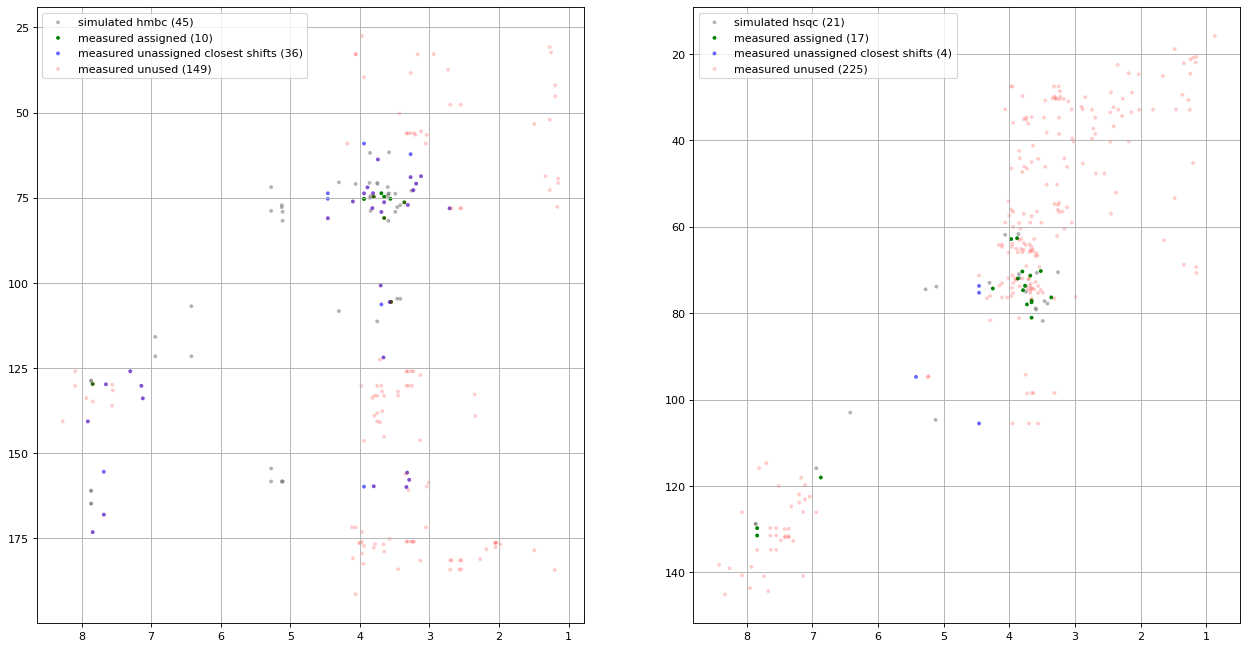 simulated hmbc (45)
measured assigned (10)
measured unassigned closest shifts (36)
measured unused (149)
25
50
75
100
125
150
175
8 7 6 5 4 3 2 1
simulated hsqc (21)
measured assigned (17)
measured unassigned closest shifts (4)
measured unused (225)
20
40
60
80
100
120
140
8 7 6 5 4 3 2 1